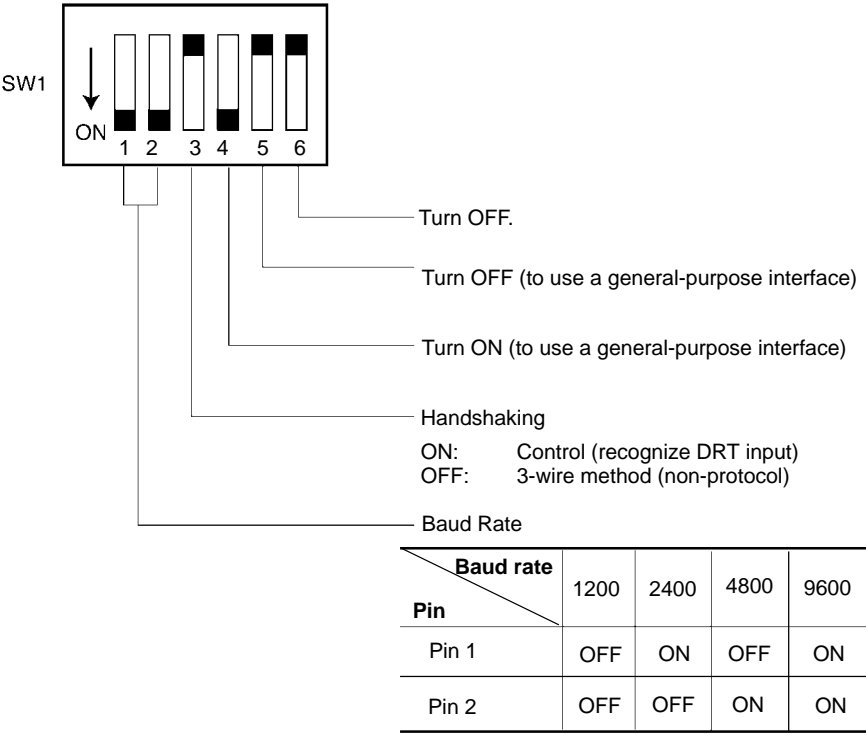 SW1
ON
1 2 3 4 5 6
Turn OFF.
Turn OFF (to use a general-purpose interface)
Turn ON (to use a general-purpose interface)
Handshaking
ON: Control (recognize DRT input)
OFF: 3-wire method (non-protocol)
Baud Rate
Baud rate 1200 2400 4800 9600
Pin
Pin 1 OFF ON OFF ON
Pin 2 OFF OFF ON ON